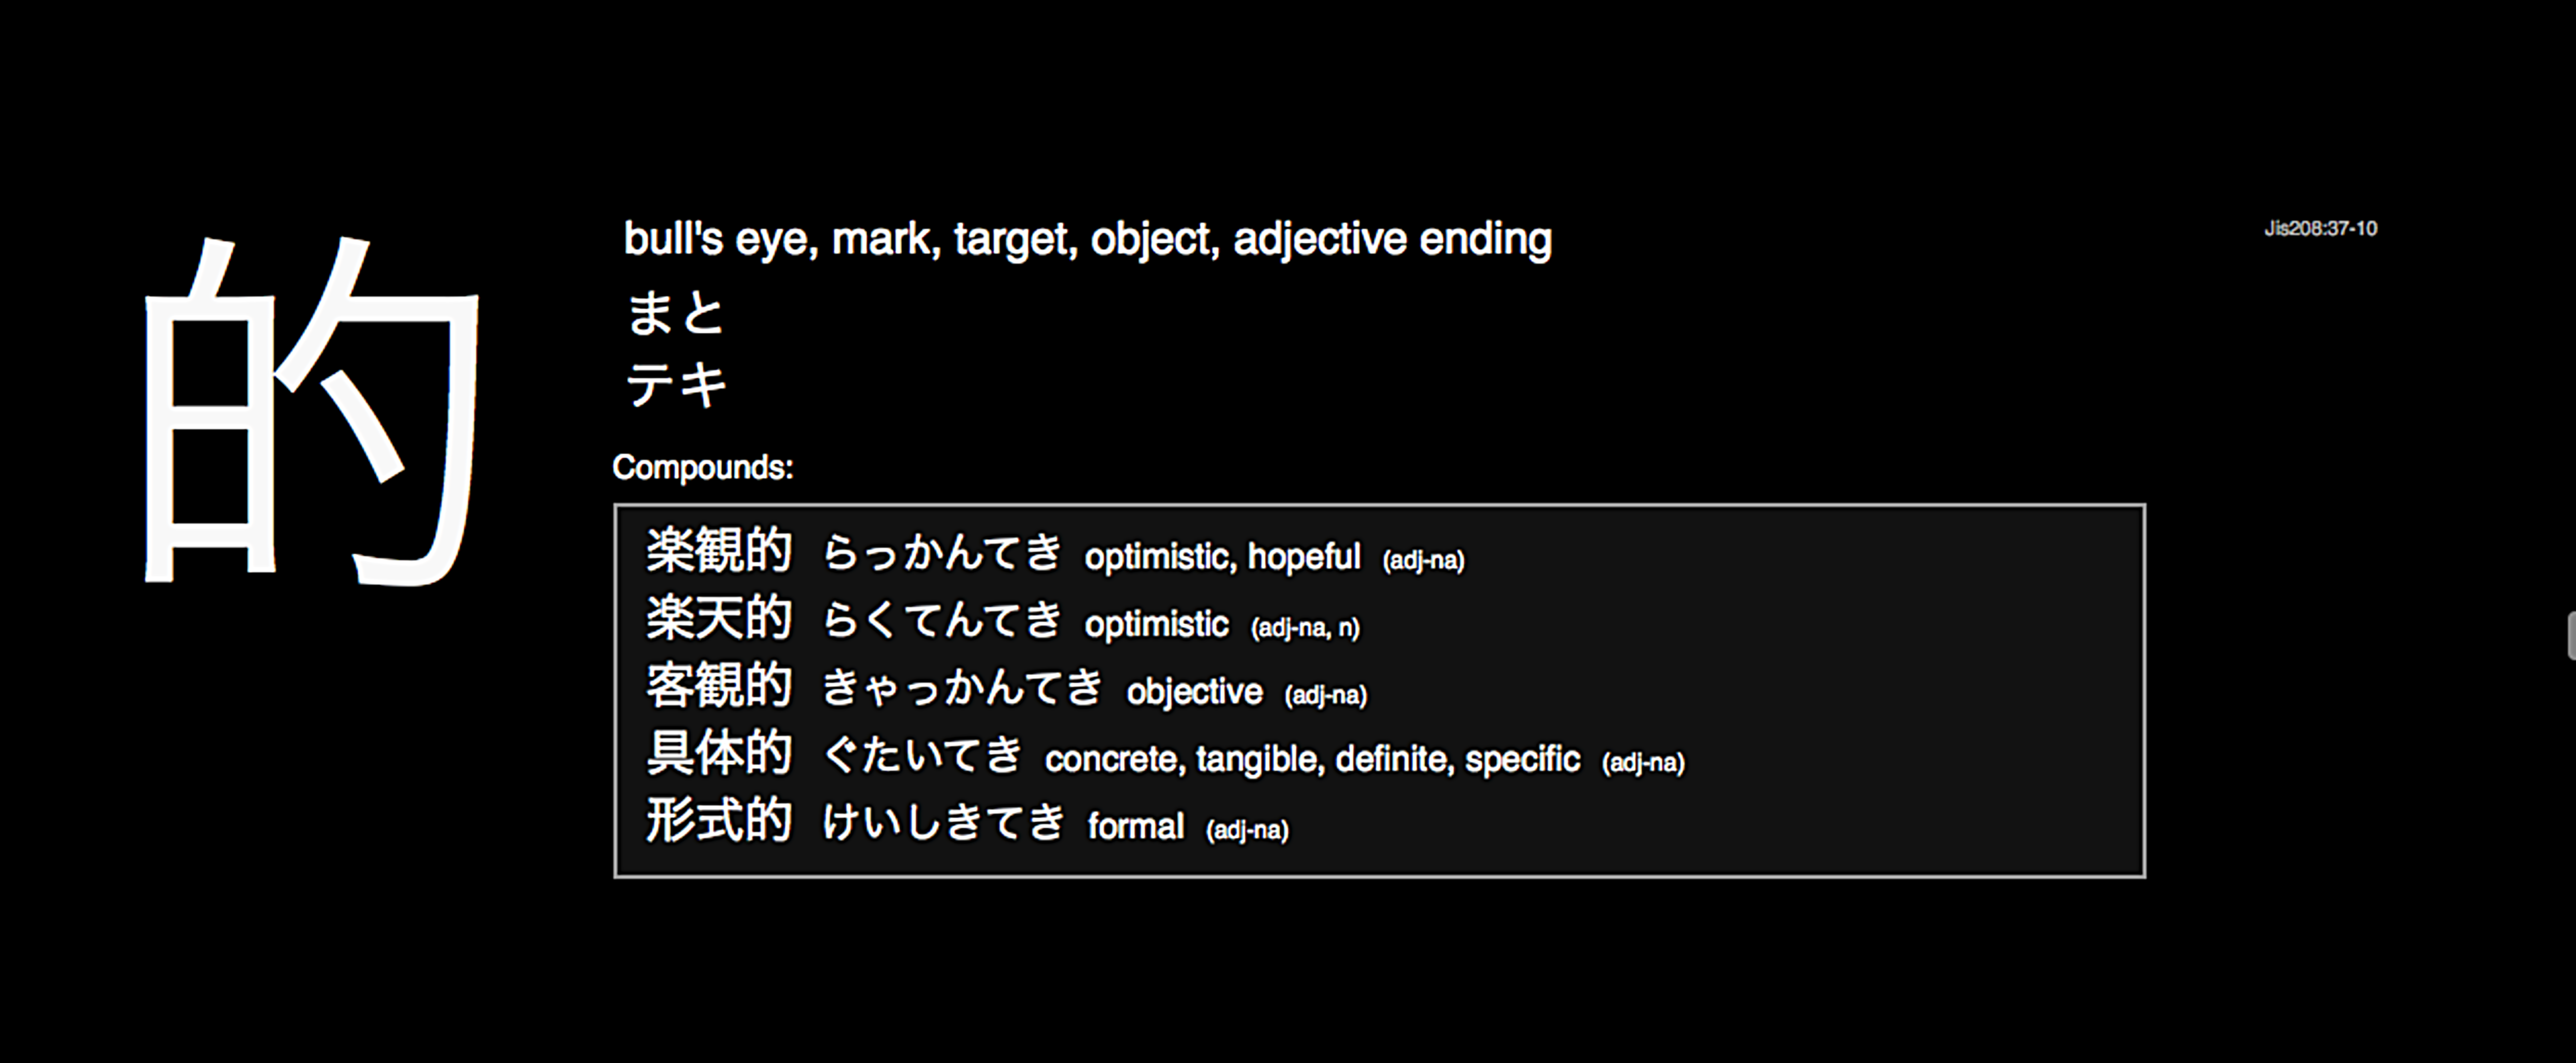 的
bull's eye, mark, target, object, adjective ending
Jis208:37-10
まと
テキ
Compounds:
楽観的 らっかんてき optimistic, hopeful (adj-na)
楽天的 らくてんてき optimistic (adj-na, n)
客観的 きゃっかんてき objective (adj-na)
具体的 ぐたいてき concrete, tangible, definite, specific (adj-na)
形式的 けいしきてき formal (adj-na)